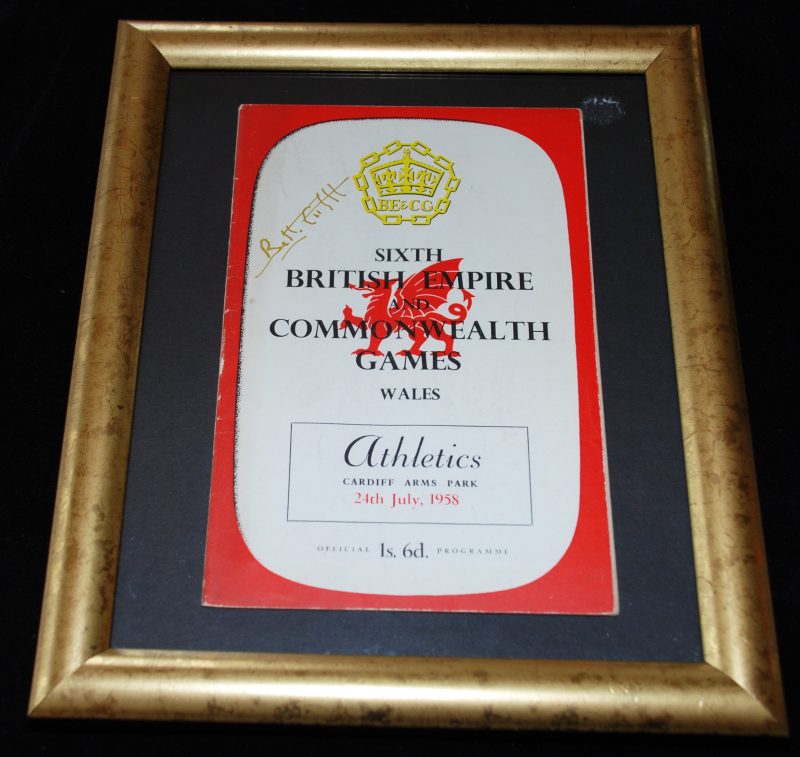 BE&CG
SIXTH
BRITISH EMPIRE
AND
COMMONWEALTH
GAMES
WALES
Athletics
CARDIFF ARMS PARK
24th July, 1958
OFFICIAL 1s. 6d. PROGRAMME